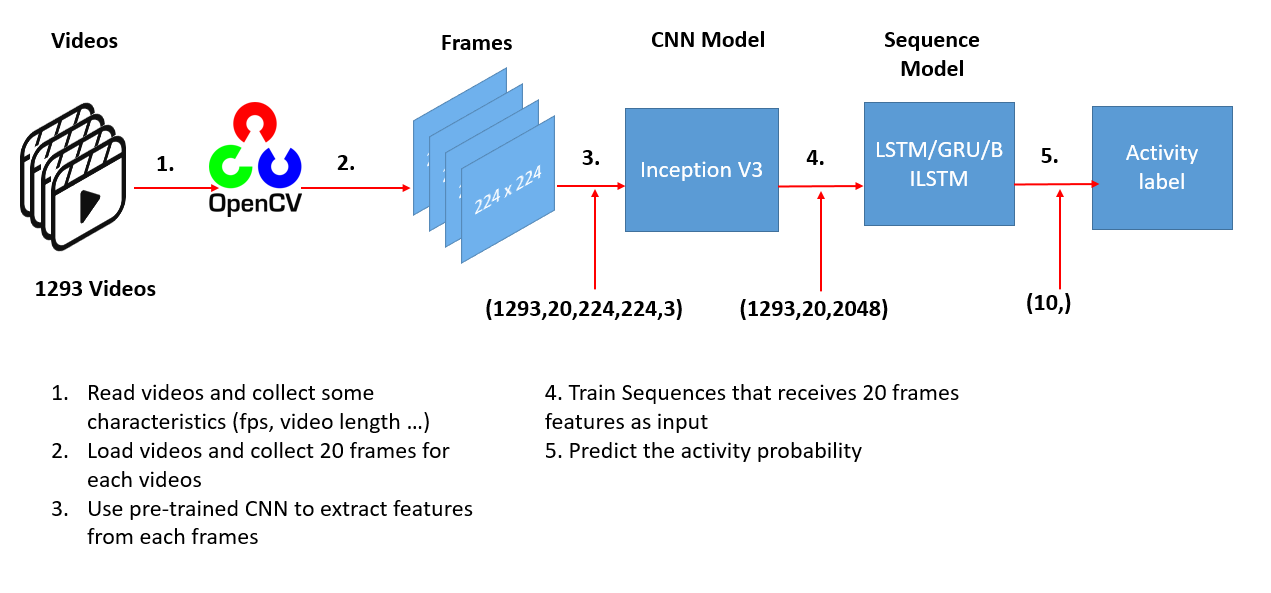 Videos
Frames
CNN Model
Sequence
Model
1.
OpenCV
2.
224 x 224
3.
Inception V3
4.
LSTM/GRU/B
ILSTM
5.
Activity
label
1293 Videos
(1293,20,224,224,3)
(1293,20,2048)
(10,)
1. Read videos and collect some
characteristics (fps, video length ...)
2. Load videos and collect 20 frames for
each videos
3. Use pre-trained CNN to extract features
from each frames
4. Train Sequences that receives 20 frames
features as input
5. Predict the activity probability